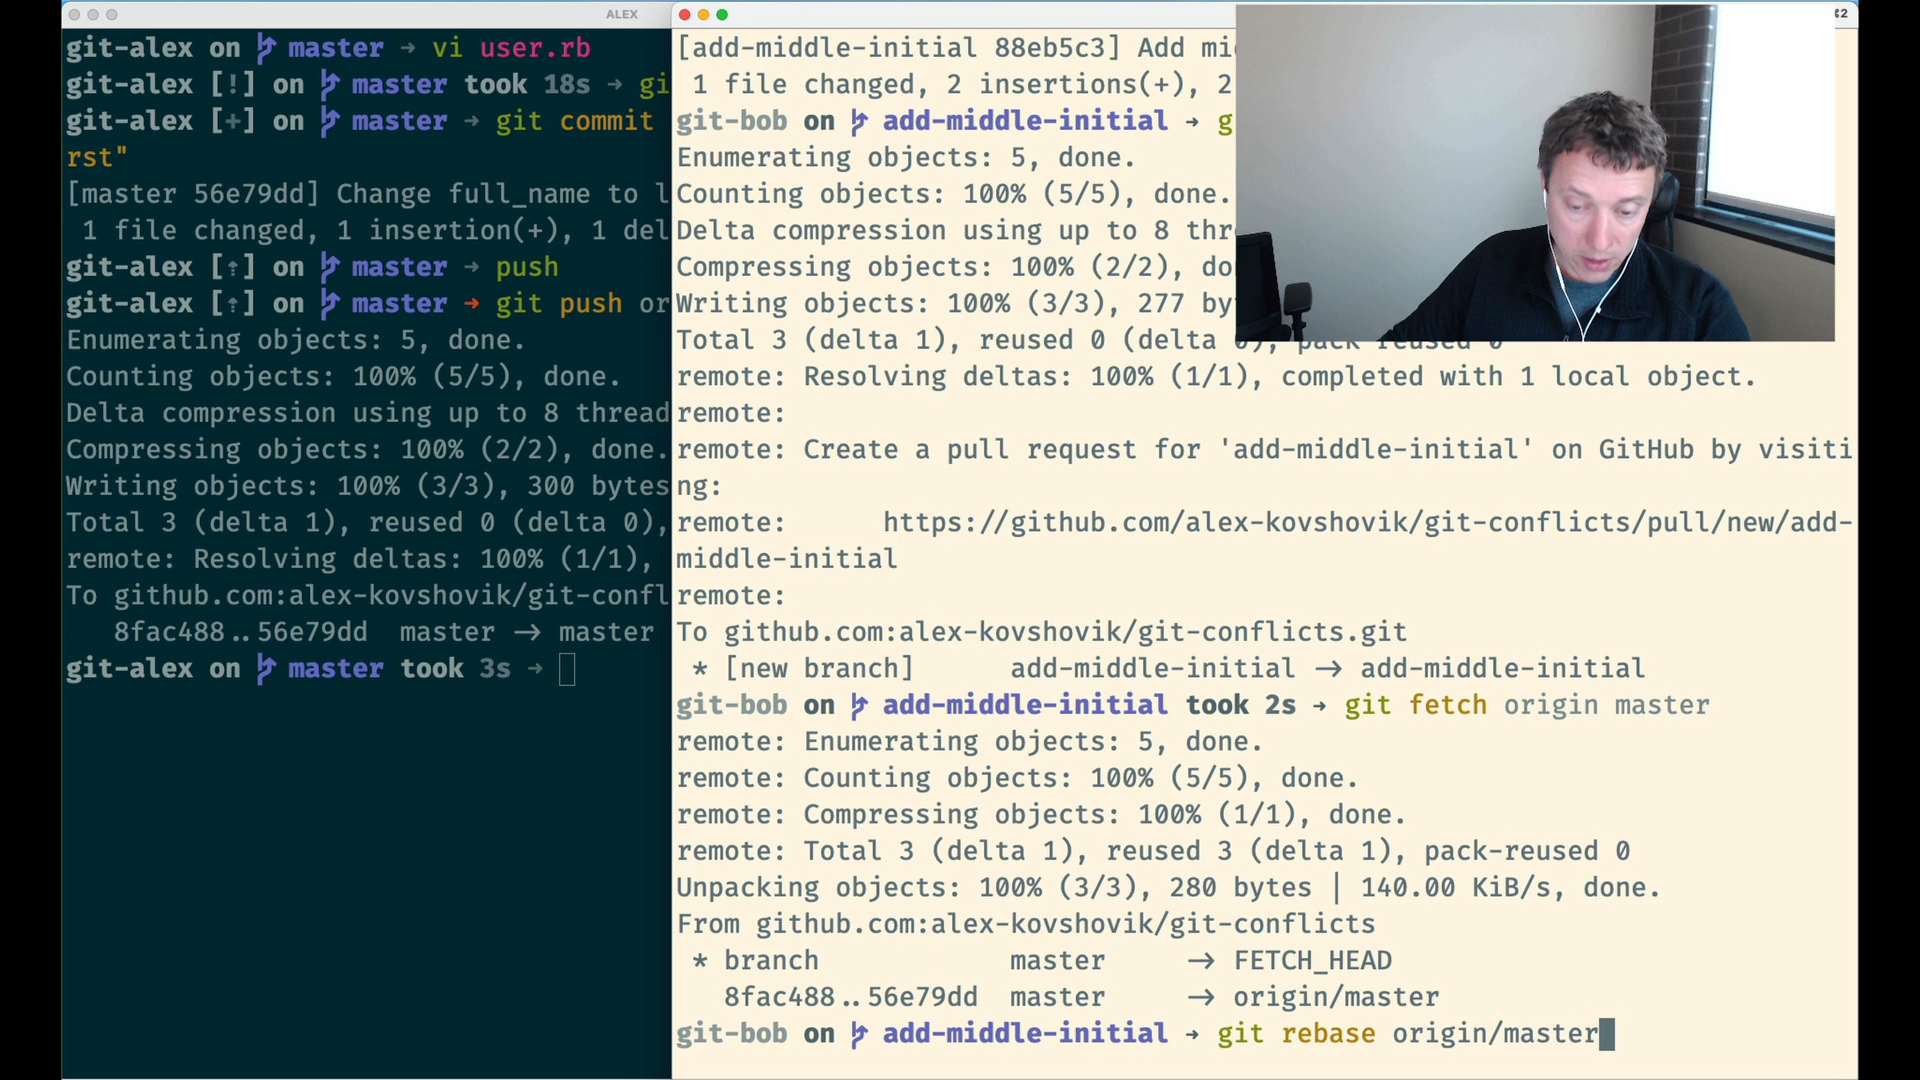 ALEX
git-alex on master → vi user.rb
git-alex [!] on master took 18s → gi
git-alex [+] on master → git commit
rst"
[master 56e79dd] Change full_name to l
1 file changed, 1 insertion(+), 1 del
git-alex [⇡] on master → push
git-alex [⇡] on master → git push or
Enumerating objects: 5, done.
Counting objects: 100% (5/5), done.
Delta compression using up to 8 thread
Compressing objects: 100% (2/2), done.
Writing objects: 100% (3/3), 300 bytes
Total 3 (delta 1), reused 0 (delta 0),
remote: Resolving deltas: 100% (1/1),
To github.com:alex-kovshovik/git-confl
8fac488..56e79dd master -> master
git-alex on master took 3s →
⌘2
[add-middle-initial 88eb5c3] Add mi
1 file changed, 2 insertions(+), 2
git-bob on add-middle-initial → g
Enumerating objects: 5, done.
Counting objects: 100% (5/5), done.
Delta compression using up to 8 thr
Compressing objects: 100% (2/2), do
Writing objects: 100% (3/3), 277 by
Total 3 (delta 1), reused 0 (delta 0), pack-reused 0
remote: Resolving deltas: 100% (1/1), completed with 1 local object.
remote:
remote: Create a pull request for 'add-middle-initial' on GitHub by visiti
ng:
remote: https://github.com/alex-kovshovik/git-conflicts/pull/new/add-
middle-initial
remote:
To github.com:alex-kovshovik/git-conflicts.git
* [new branch] add-middle-initial -> add-middle-initial
git-bob on add-middle-initial took 2s → git fetch origin master
remote: Enumerating objects: 5, done.
remote: Counting objects: 100% (5/5), done.
remote: Compressing objects: 100% (1/1), done.
remote: Total 3 (delta 1), reused 3 (delta 1), pack-reused 0
Unpacking objects: 100% (3/3), 280 bytes | 140.00 KiB/s, done.
From github.com:alex-kovshovik/git-conflicts
* branch master -> FETCH_HEAD
8fac488..56e79dd master -> origin/master
git-bob on add-middle-initial → git rebase origin/master